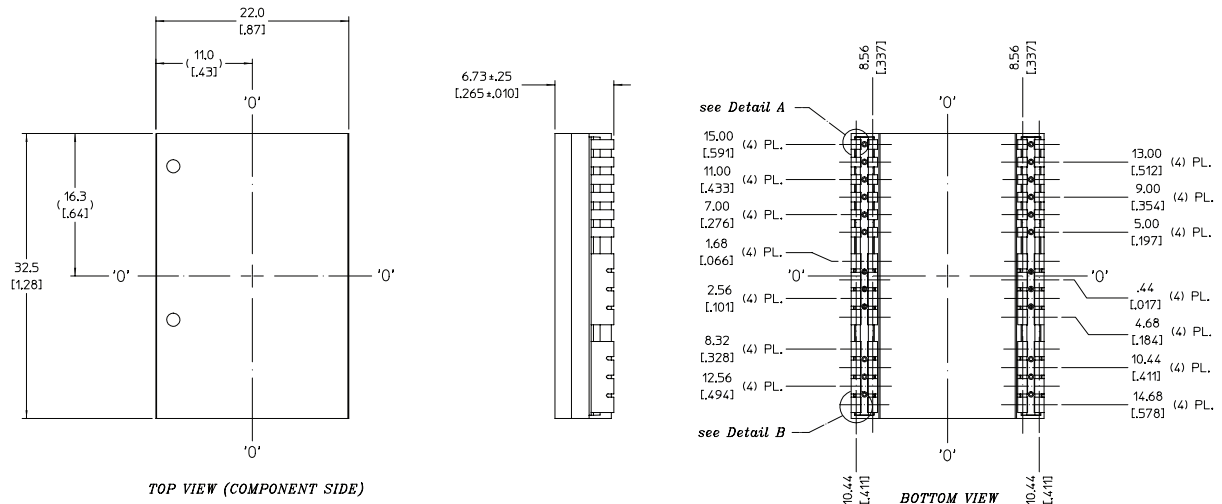 22.0
[.87]
(11.0
[.43]
)
'0'
16.3
(
[.64]
)
32.5
[1.28]
'0'
'0'
'0'
TOP VIEW (COMPONENT SIDE)
6.73±.25
[.265±.010]
8.56
[.337]
8.56
[.337]
see Detail A
'0'
15.00
[.591] (4) PL.
11.00
[.433] (4) PL.
7.00
[.276] (4) PL.
1.68
[.066] (4) PL.
'0'
2.56
[.101] (4) PL.
8.32
[.328] (4) PL.
12.56
[.494] (4) PL.
see Detail B
13.00
[.512] (4) PL.
9.00
[.354] (4) PL.
5.00
[.197] (4) PL.
'0'
.44
[.017] (4) PL.
4.68
[.184] (4) PL.
10.44
[.411] (4) PL.
14.68
[.578] (4) PL.
'0'
10.44
[.411]
10.44
[.411]
BOTTOM VIEW